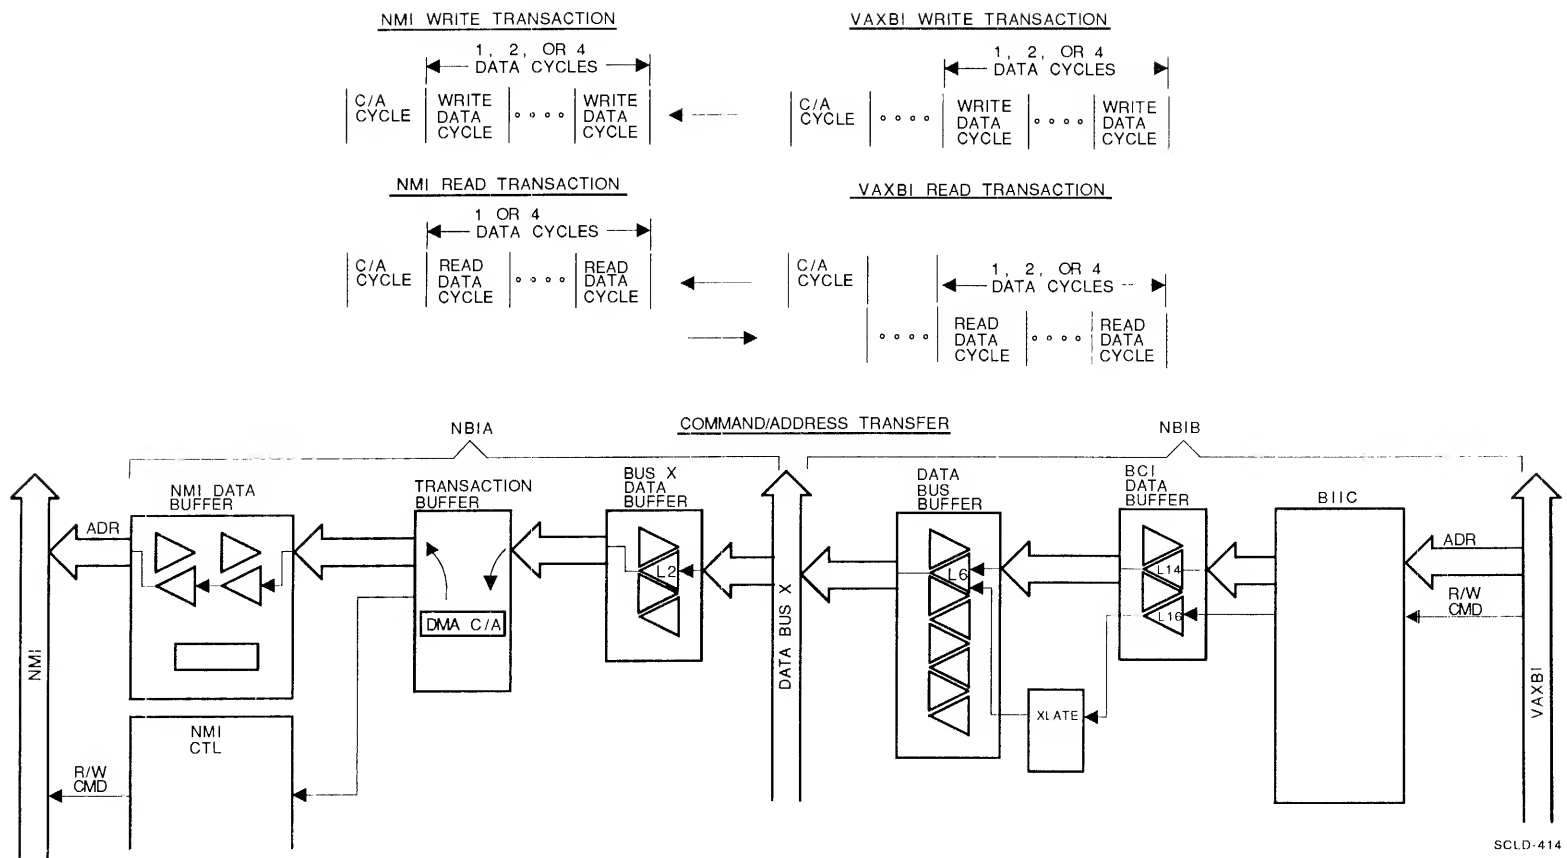 NMI WRITE TRANSACTION
VAXBI WRITE TRANSACTION
1, 2, OR 4
DATA CYCLES
1, 2, OR 4
DATA CYCLES
C/A
CYCLE
WRITE
DATA
CYCLE
WRITE
DATA
CYCLE
C/A
CYCLE
WRITE
DATA
CYCLE
WRITE
DATA
CYCLE
NMI READ TRANSACTION
VAXBI READ TRANSACTION
1 OR 4
DATA CYCLES
C/A
CYCLE
READ
DATA
CYCLE
READ
DATA
CYCLE
C/A
CYCLE
1, 2, OR 4
DATA CYCLES
READ
DATA
CYCLE
READ
DATA
CYCLE
COMMAND/ADDRESS TRANSFER
NBIA
NBIB
NMI
ADR
NMI DATA
BUFFER
TRANSACTION
BUFFER
DMA C/A
BUS X
DATA
BUFFER
L2
DATA BUS X
DATA
BUS
BUFFER
L6
BCI
DATA
BUFFER
L14
L16
XLATE
BIIC
ADR
R/W
CMD
VAXBI
NMI
CTL
R/W
CMD
SCLD-414